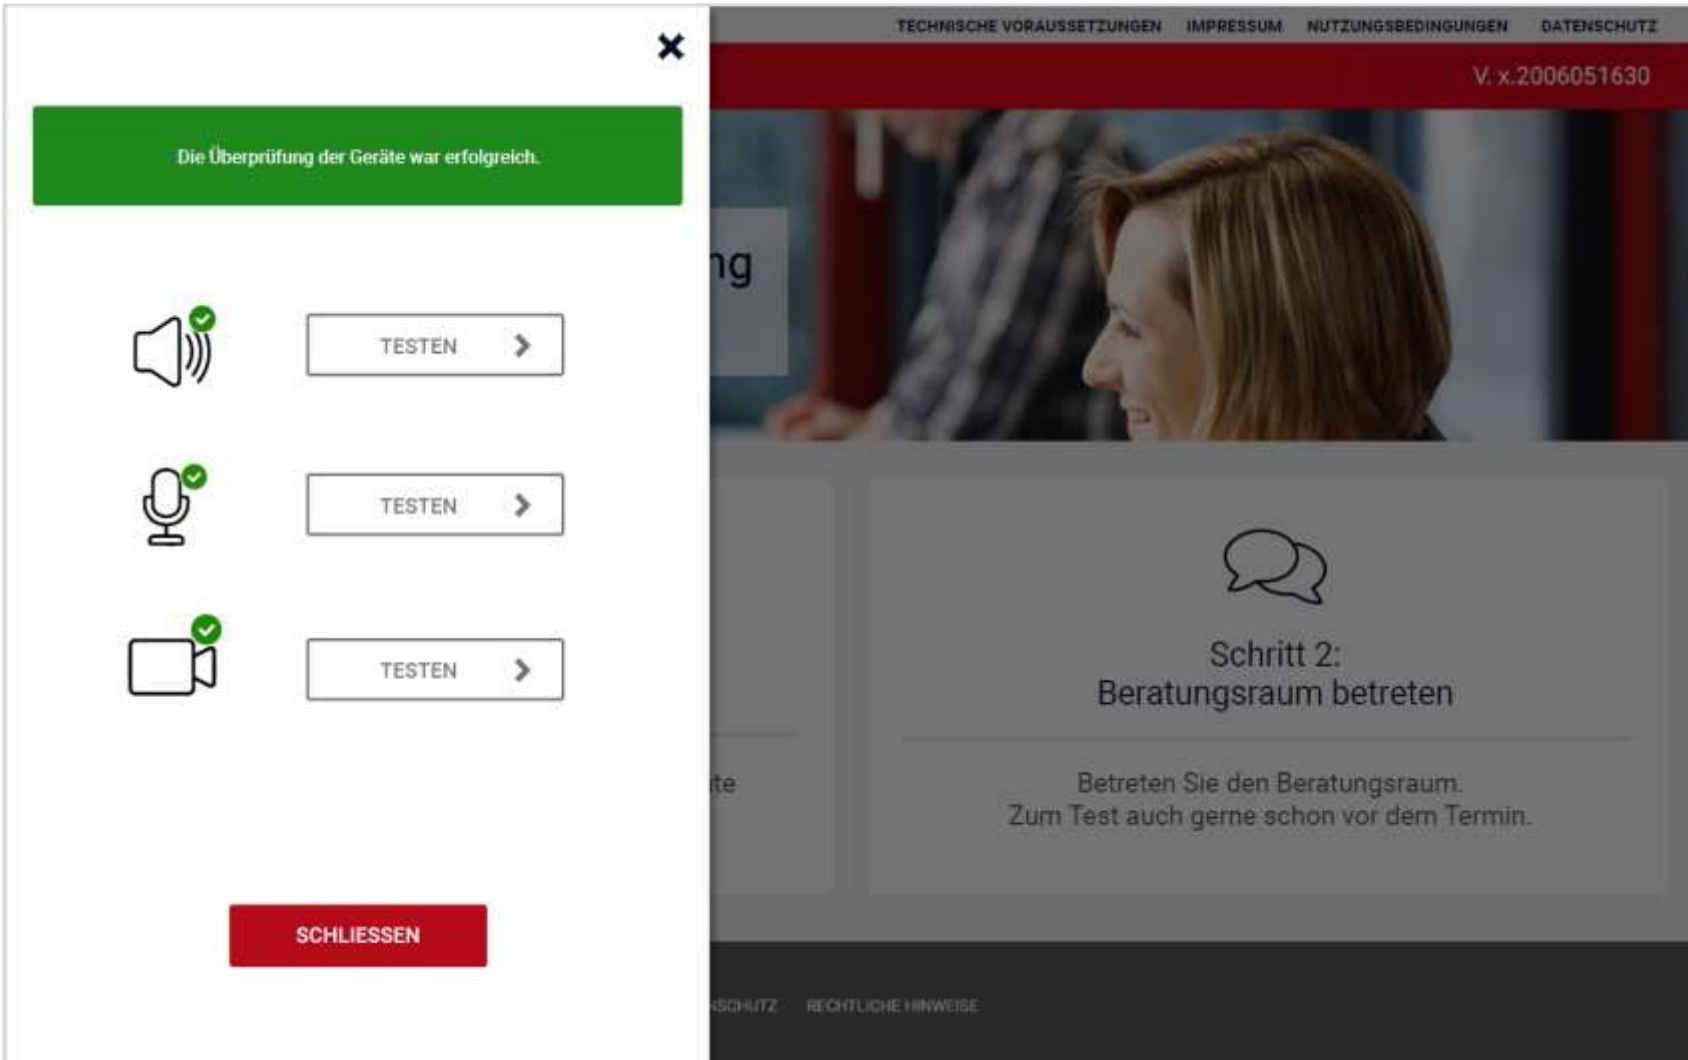 TECHNISCHE VORAUSSETZUNGEN IMPRESSUM NUTZUNGSBEDINGUNGEN DATENSCHUTZ
V. x.2006051630
Die Überprüfung der Geräte war erfolgreich.
ng
TESTEN
TESTEN
TESTEN
Schritt 2:
Beratungsraum betreten
te
Betreten Sie den Beratungsraum.
Zum Test auch gerne schon vor dem Termin.
SCHLIESSEN
NSCHUTZ RECHTLICHE HINWEISE